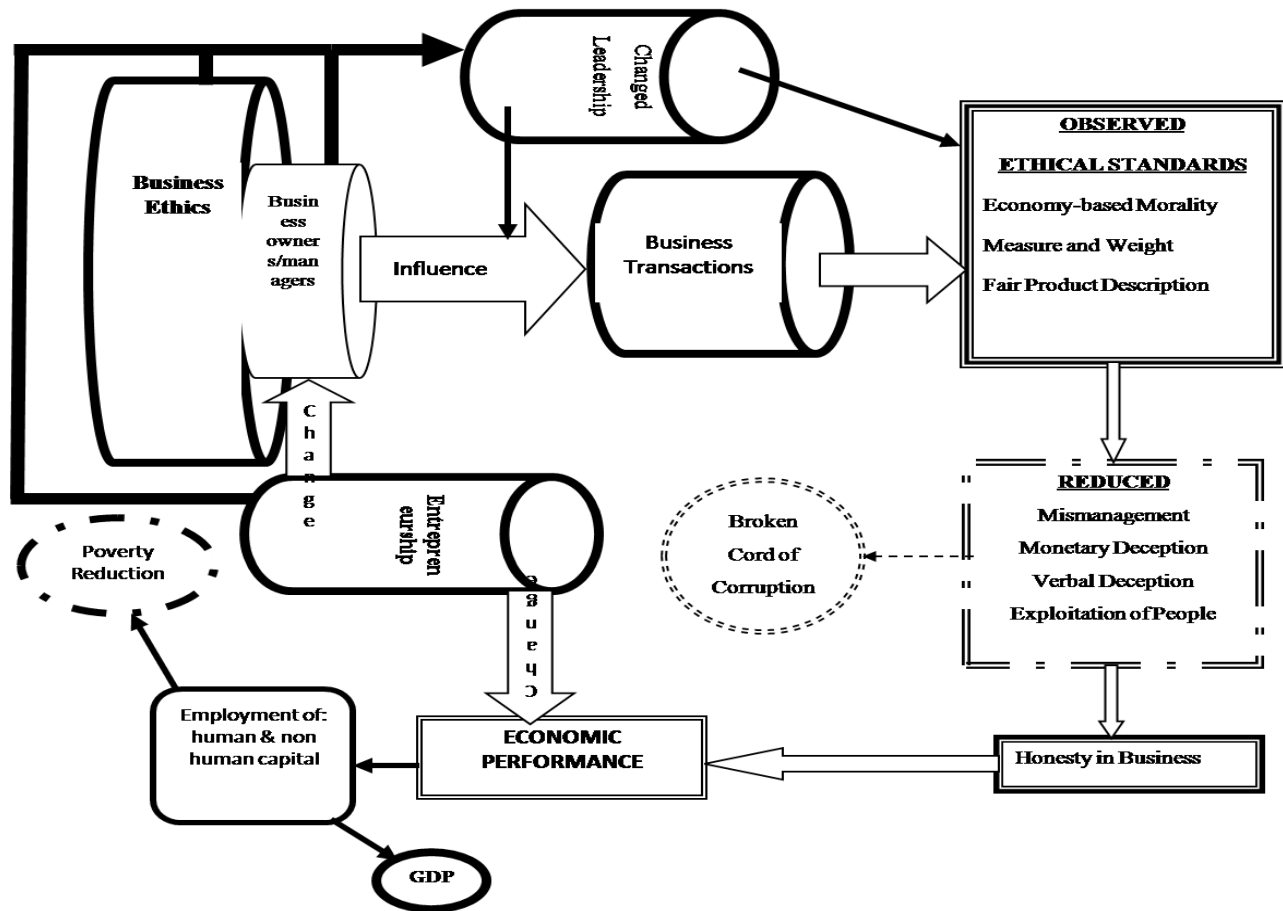 Changed
Leadership
Business
Ethics
Busin
ess
owner
s/man
agers
Influence
Business
Transactions
OBSERVED
ETHICAL STANDARDS
Economy-based Morality
Measure and Weight
Fair Product Description
Change
Entrepren
eurship
Change
REDUCED
Mismanagement
Monetary Deception
Verbal Deception
Exploitation of People
Broken
Cord of
Corruption
Poverty
Reduction
Employment of:
human & non
human capital
ECONOMIC
PERFORMANCE
Honesty in Business
GDP